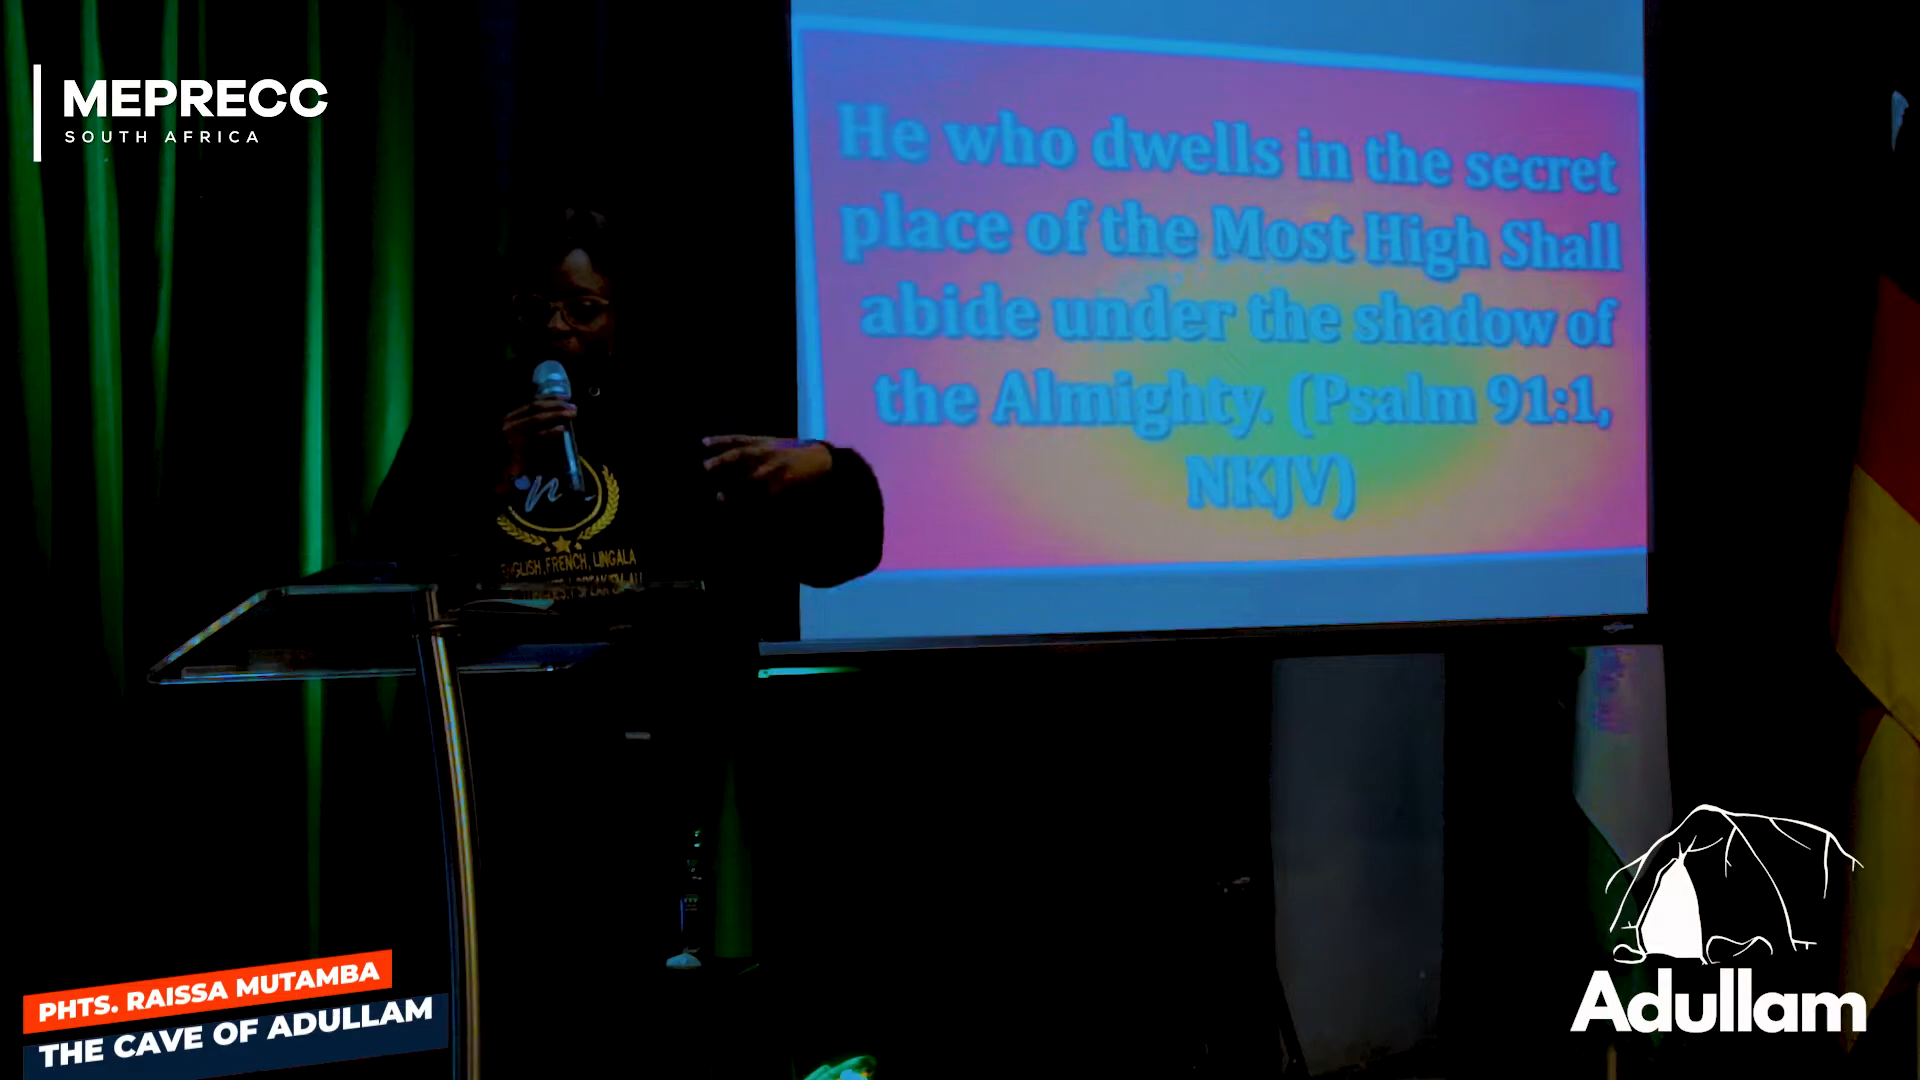 MEPRECC
SOUTH AFRICA
He who dwells in the secret
place of the Most High Shall
abide under the shadow of
the Almighty. (Psalm 91:1,
NKJV)
FRENCH, LINGALA
PHTS. RAISSA MUTAMBA
THE CAVE OF ADULLAM
Adullam